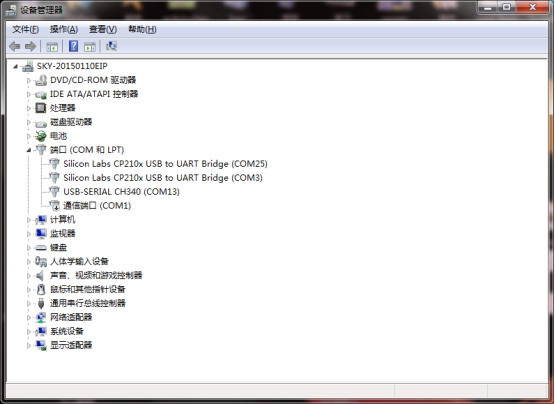 设备管理器
文件(F) 操作(A) 查看(V) 帮助(H)
SKY-20150110EIP
DVD/CD-ROM 驱动器
IDE ATA/ATAPI 控制器
处理器
磁盘驱动器
电池
端口 (COM 和 LPT)
Silicon Labs CP210x USB to UART Bridge (COM25)
Silicon Labs CP210x USB to UART Bridge (COM3)
USB-SERIAL CH340 (COM13)
通信端口 (COM1)
计算机
监视器
键盘
人体学输入设备
声音、视频和游戏控制器
鼠标和其他指针设备
通用串行总线控制器
网络适配器
系统设备
显示适配器